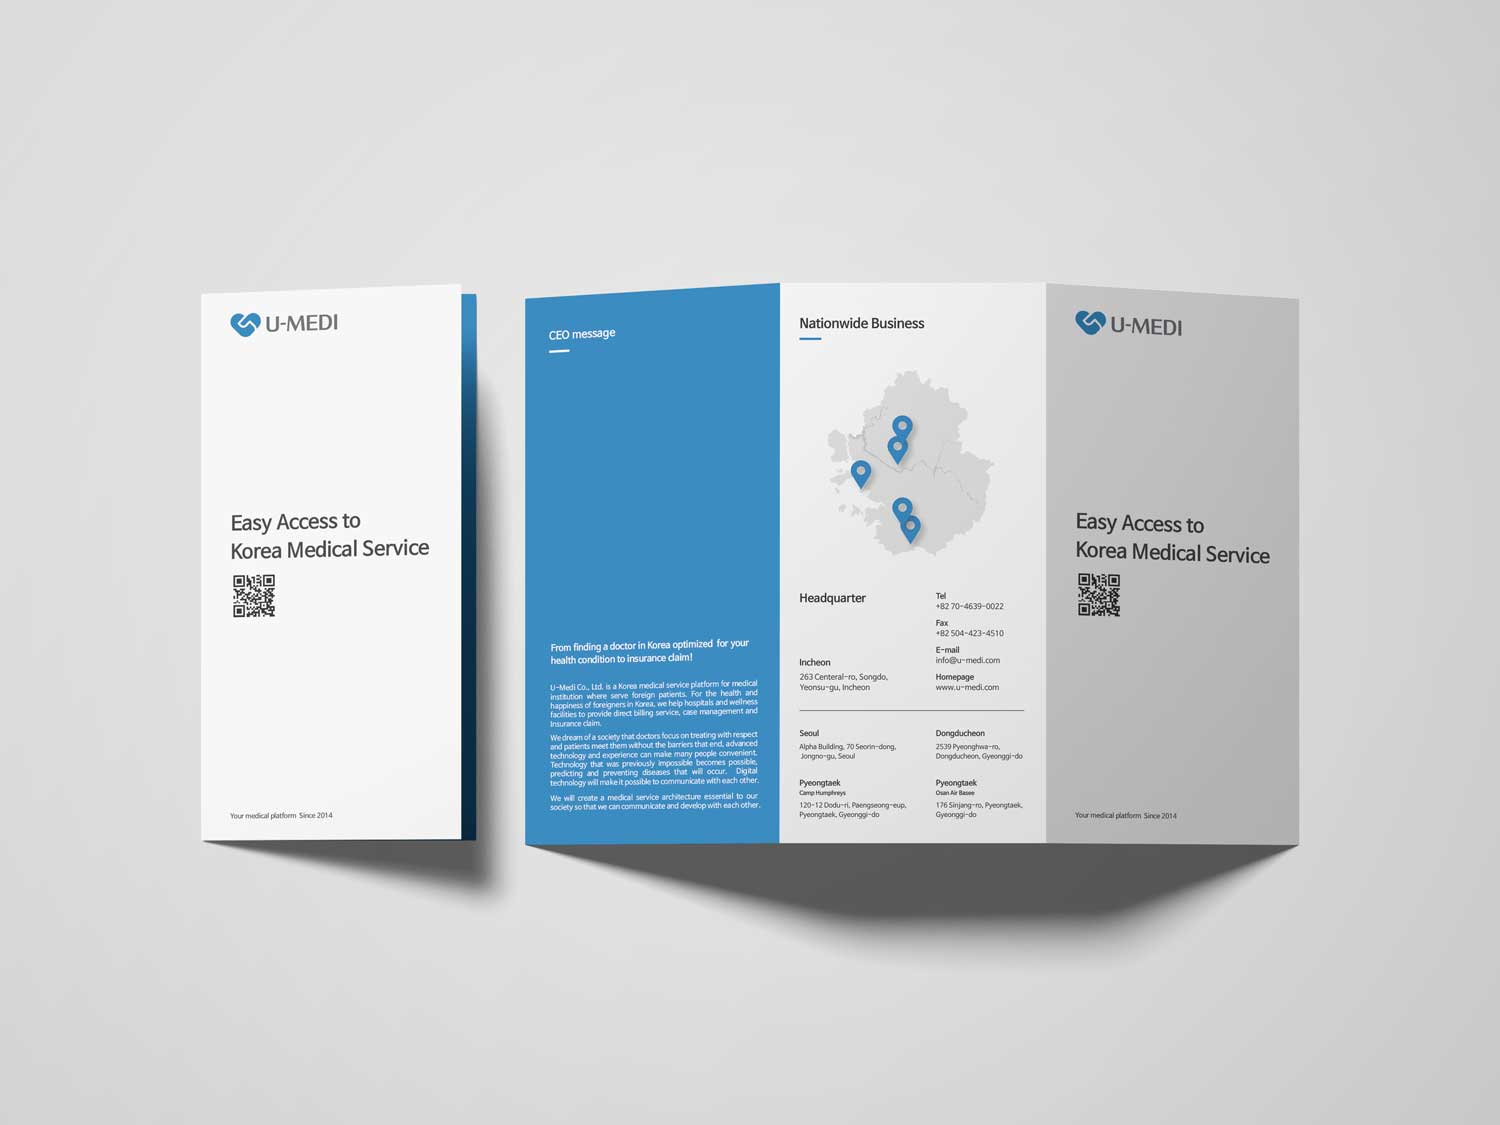 U-MEDI
Easy Access to
Korea Medical Service
Your medical platform Since 2014
CEO message
From finding a doctor in Korea optimized for your
health condition to insurance claim!
U-Medi Co., Ltd. is a Korea medical service platform for medical
institution where serve foreign patients. For the health and
happiness of foreigners in Korea, we help hospitals and wellness
facilities to provide direct billing service, case management and
Insurance claim.
We dream of a society that doctors focus on treating with respect
and patients meet them without the barriers that end, advanced
technology and experience can make many people convenient.
Technology that was previously impossible becomes possible,
predicting and preventing diseases that will occur. Digital
technology will make it possible to communicate with each other.
We will create a medical service architecture essential to our
society so that we can communicate and develop with each other.
Nationwide Business
Headquarter
Incheon
263 Centeral-ro, Songdo,
Yeonsu-gu, Incheon
Tel
+82 70-4639-0022
Fax
+82 504-423-4510
E-mail
info@u-medi.com
Homepage
www.u-medi.com
Seoul
Alpha Building, 70 Seorin-dong,
Jongno-gu, Seoul
Dongducheon
2539 Pyeonghwa-ro,
Dongducheon, Gyeonggi-do
Pyeongtaek
Camp Humphreys
120-12 Dodu-ri, Paengseong-eup,
Pyeongtaek, Gyeonggi-do
Pyeongtaek
Osan Air Basee
176 Sinjang-ro, Pyeongtaek,
Gyeonggi-do
U-MEDI
Easy Access to
Korea Medical Service
Your medical platform Since 2014